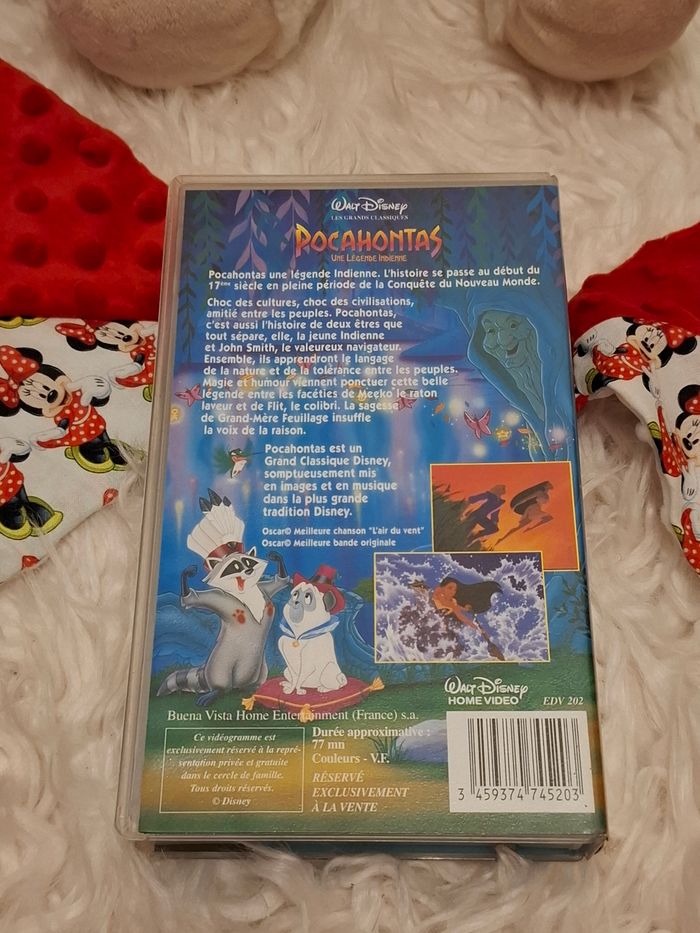 Walt Disney
LES GRANDS CLASSIQUES
POCAHONTAS
UNE LÉGENDE INDIENNE
Pocahontas une légende Indienne. L'histoire se passe au début du
17ème siècle en pleine période de la Conquête du Nouveau Monde.
Choc des cultures, choc des civilisations,
amitié entre les peuples. Pocahontas,
c'est aussi l'histoire de deux êtres que
tout sépare, elle, la jeune Indienne
et John Smith, le valeureux navigateur.
Ensemble, ils apprendront le langage
de la nature et de la tolérance entre les peuples.
Magie et humour viennent ponctuer cette belle
légende entre les facéties de Meeko le raton
laveur et de Flit, le colibri. La sagesse
de Grand-Mère Feuillage insuffle
la voix de la raison.
Pocahontas est un
Grand Classique Disney,
somptueusement mis
en images et en musique
dans la plus grande
tradition Disney.
Oscar© Meilleure chanson "L'air du vent"
Oscar© Meilleure bande originale
Walt Disney
HOME VIDEO
EDV 202
Buena Vista Home Entertainment (France) s.a.
Ce vidéogramme est
exclusivement réservé à la repré-
sentation privée et gratuite
dans le cercle de famille.
Tous droits réservés.
© Disney
Durée approximative :
77 mn
Couleurs - V.F.
RÉSERVÉ
EXCLUSIVEMENT
À LA VENTE
3 459374 745203